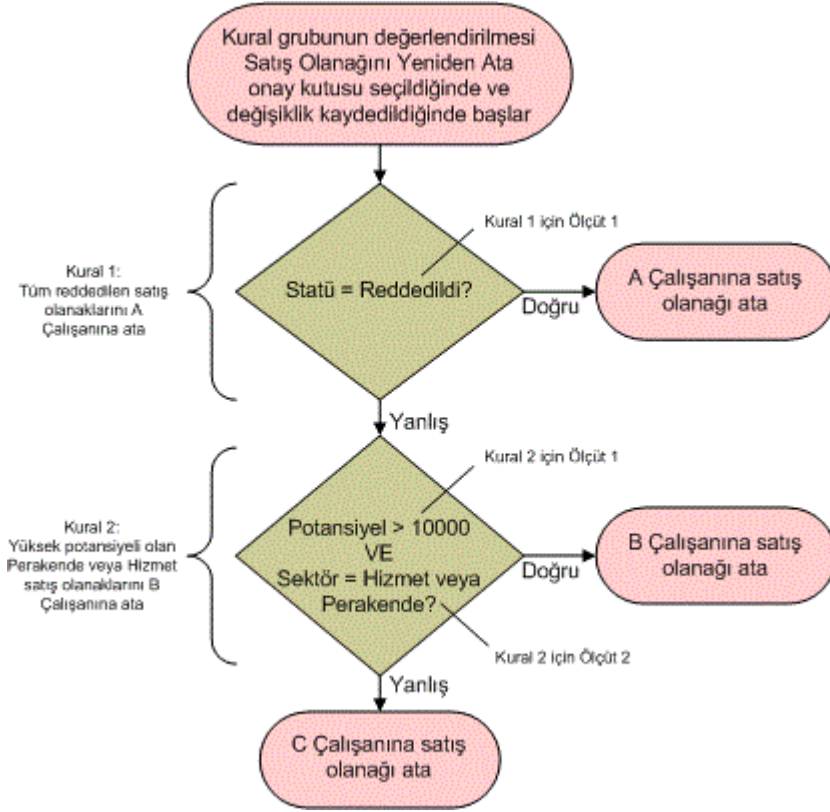 Kural grubunun değerlendirilmesi
Satış Olanağını Yeniden Ata
onay kutusu seçildiğinde ve
değişiklik kaydedildiğinde başlar
Kural 1 için Ölçüt 1
Kural 1:
Tüm reddedilen satış
olanaklarını A
Çalışanına ata
Statü = Reddedildi?
Doğru
A Çalışanına satış
olanağı ata
Yanlış
Kural 2 için Ölçüt 1
Kural 2:
Yüksek potansiyeli olan
Perakende veya Hizmet
satış olanaklarını B
Çalışanına ata
Potansiyel > 10000
VE
Sektör = Hizmet veya
Perakende?
Doğru
B Çalışanına satış
olanağı ata
Kural 2 için Ölçüt 2
Yanlış
C Çalışanına satış
olanağı ata